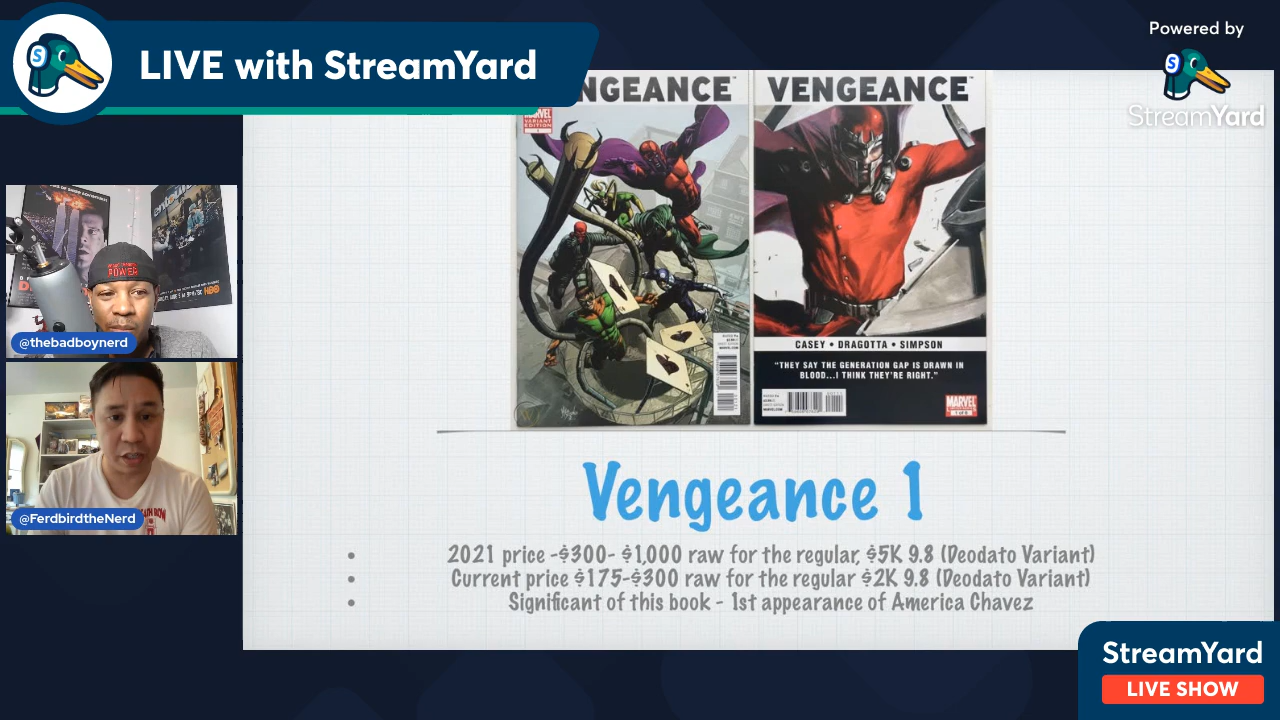 LIVE with StreamYard
Powered by
StreamYard
NGEANCE
VENGEANCE
MARVEL
VARIANT
EDITION
CASEY • DRAGOTTA • SIMPSON
"THEY SAY THE GENERATION GAP IS DRAWN IN
BLOOD...I THINK THEY'RE RIGHT."
MARVEL
POWER
HBO
@thebadboynerd
@FerdbirdtheNerd
Vengeance 1
• 2021 price -$300- $1,000 raw for the regular, $5K 9.8 (Deodato Variant)
• Current price $175-$300 raw for the regular $2K 9.8 (Deodato Variant)
• Significant of this book - 1st appearance of America Chavez
StreamYard
LIVE SHOW